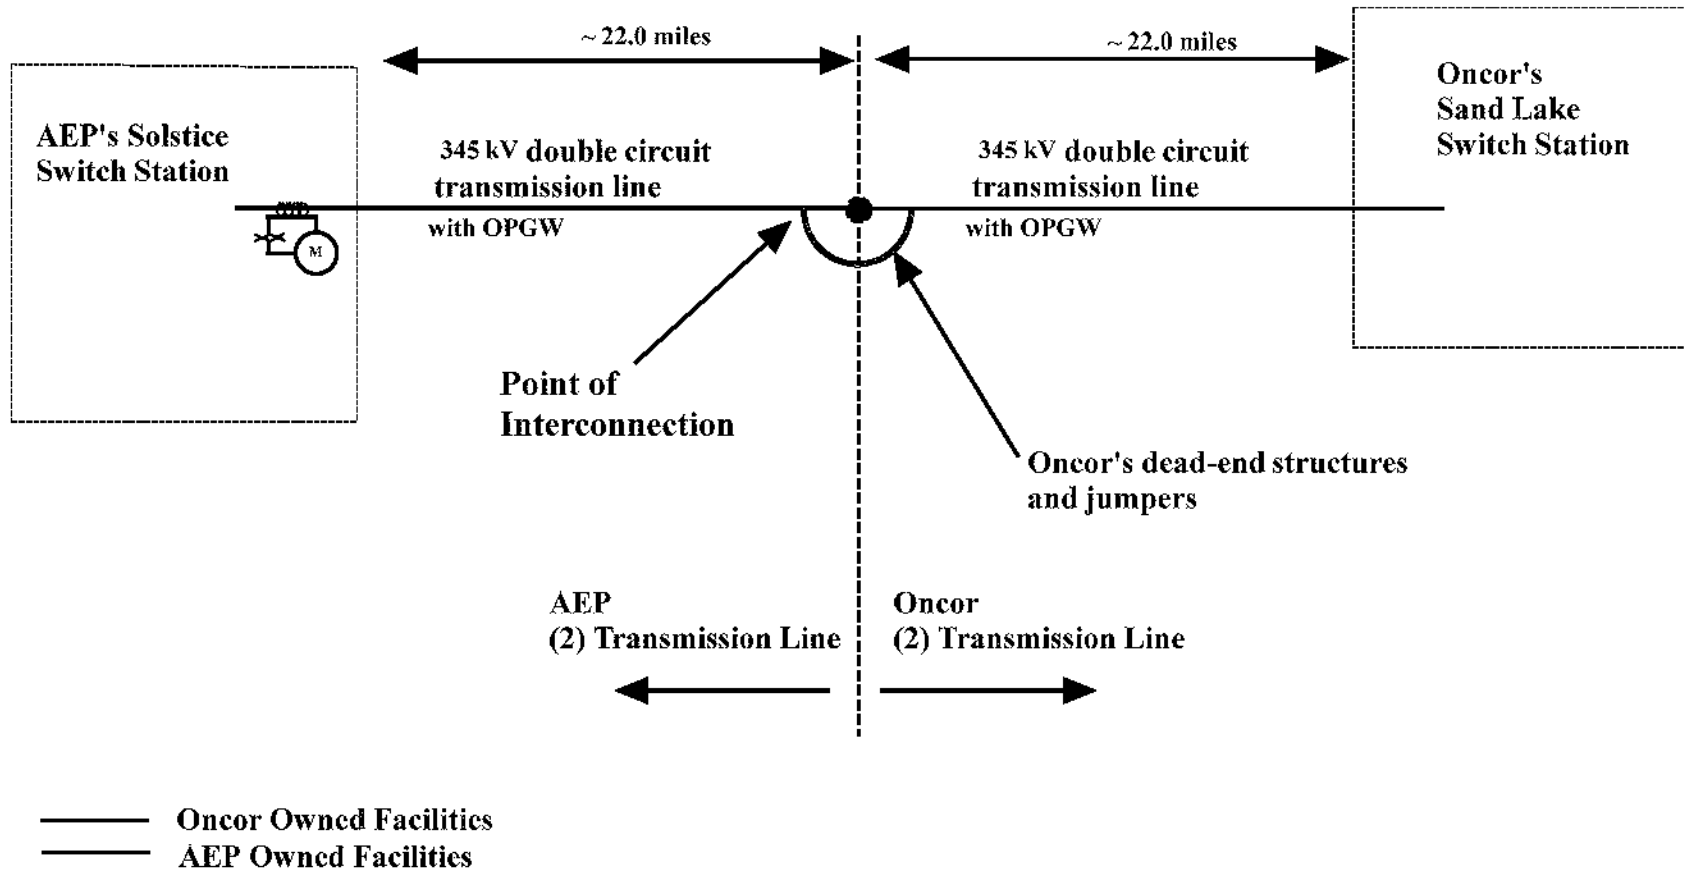 ~ 22.0 miles
~ 22.0 miles
AEP's Solstice
Switch Station
Oncor's
Sand Lake
Switch Station
345 kV double circuit
transmission line
with OPGW
345 kV double circuit
transmission line
with OPGW
M
Point of
Interconnection
Oncor's dead-end structures
and jumpers
AEP
(2) Transmission Line
Oncor
(2) Transmission Line
Oncor Owned Facilities
AEP Owned Facilities